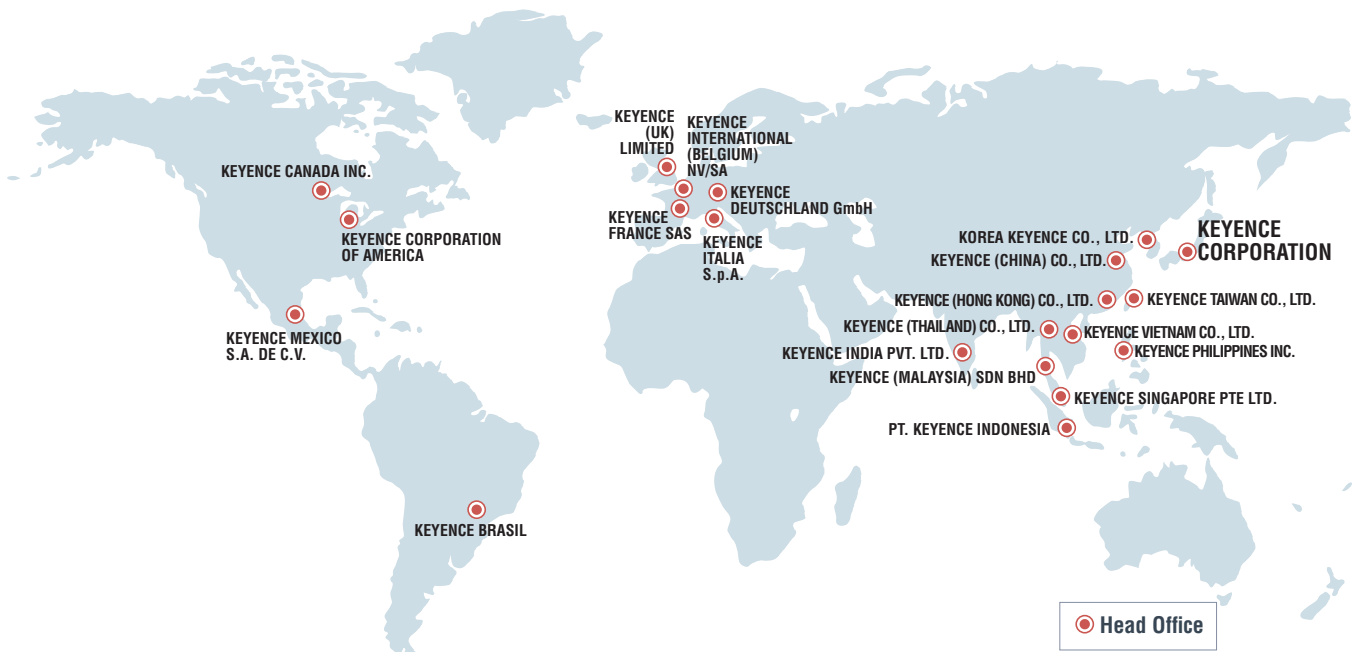 KEYENCE CANADA INC.
KEYENCE CORPORATION
OF AMERICA
KEYENCE MEXICO
S.A. DE C.V.
KEYENCE BRASIL
KEYENCE
(UK)
LIMITED
KEYENCE
INTERNATIONAL
(BELGIUM)
NV/SA
KEYENCE
DEUTSCHLAND GmbH
KEYENCE
FRANCE SAS
KEYENCE
ITALIA
S.p.A.
KEYENCE
CORPORATION
KOREA KEYENCE CO., LTD.
KEYENCE (CHINA) CO., LTD.
KEYENCE (HONG KONG) CO., LTD.
KEYENCE TAIWAN CO., LTD.
KEYENCE (THAILAND) CO., LTD.
KEYENCE VIETNAM CO., LTD.
KEYENCE INDIA PVT. LTD.
KEYENCE PHILIPPINES INC.
KEYENCE (MALAYSIA) SDN BHD
KEYENCE SINGAPORE PTE LTD.
PT. KEYENCE INDONESIA
Head Office